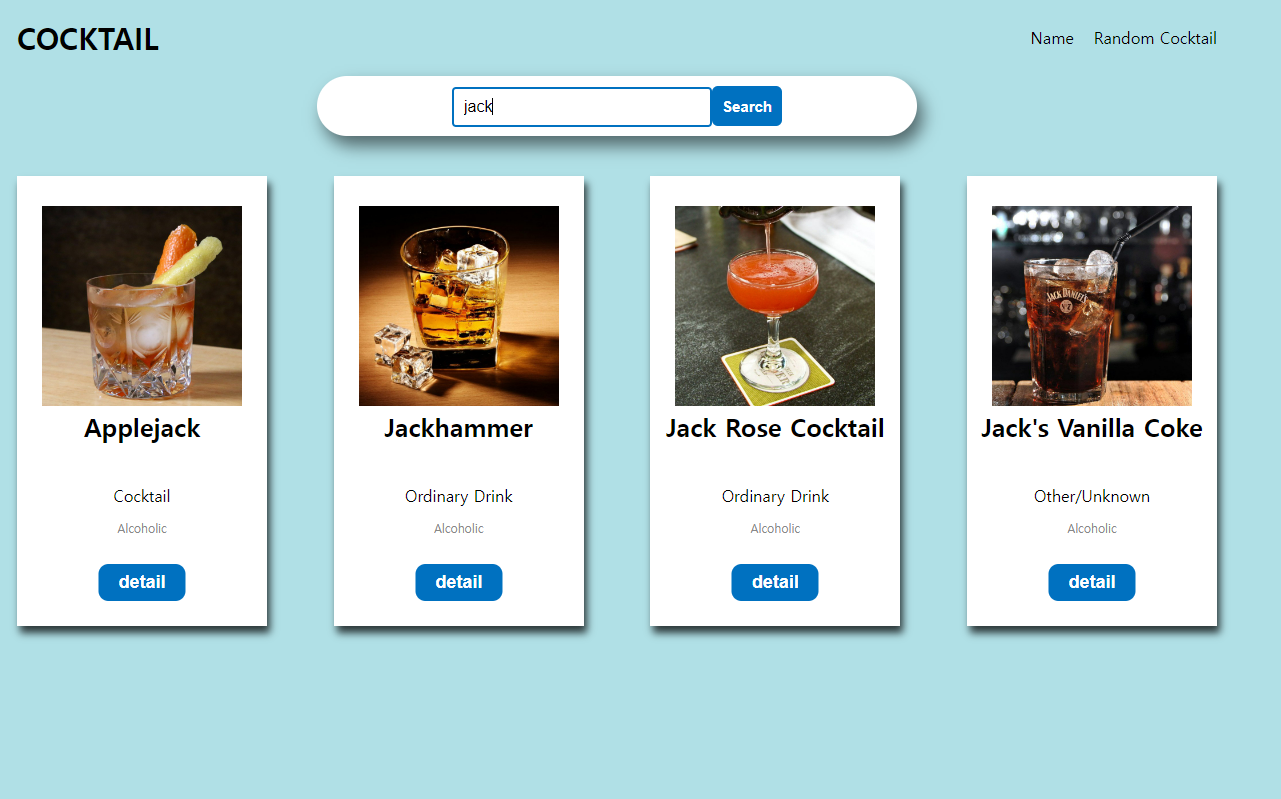 COCKTAIL
Name Random Cocktail
jack
Search
JACK DANIEL'S
Applejack
Jackhammer
Jack Rose Cocktail
Jack's Vanilla Coke
Cocktail
Ordinary Drink
Ordinary Drink
Other/Unknown
Alcoholic
Alcoholic
Alcoholic
Alcoholic
detail
detail
detail
detail